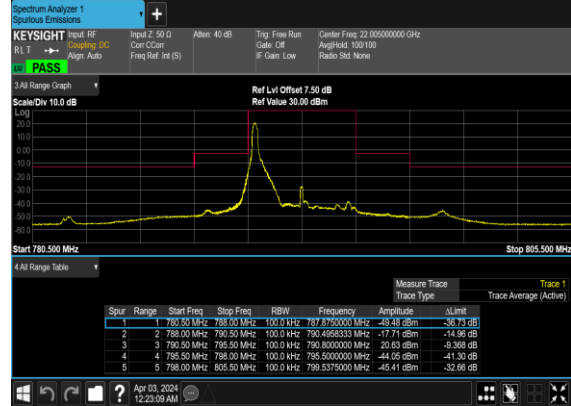 Spectrum Analyzer 1
Spurious Emissions
+
KEYSIGHT Input: RF Input Z: 50 Ω Atten: 40 dB Trig: Free Run Center Freq: 22.005000000 GHz
RLT Coupling: DC Corr CCorr Gate: Off Avg|Hold: 100/100
Align: Auto Freq Ref: Int (S) IF Gain: Low Radio Std: None
PASS
3 All Range Graph
Ref Lvl Offset 7.50 dB
Scale/Div 10.0 dB Ref Value 30.00 dBm
Log
20.0
10.0
0.00
-10.0
-20.0
-30.0
-40.0
-50.0
-60.0
Start 780.500 MHz Stop 805.500 MHz
4 All Range Table
Measure Trace Trace 1
Trace Type Trace Average (Active)
Spur Range Start Freq Stop Freq RBW Frequency Amplitude ΔLimit
1 1 780.50 MHz 788.00 MHz 100.0 kHz 787.8750000 MHz -49.48 dBm -36.73 dB
2 2 788.00 MHz 790.50 MHz 100.0 kHz 790.4958333 MHz -17.71 dBm -14.96 dB
3 3 790.50 MHz 795.50 MHz 100.0 kHz 790.8000000 MHz 20.63 dBm -9.368 dB
4 4 795.50 MHz 798.00 MHz 100.0 kHz 795.5000000 MHz -44.05 dBm -41.30 dB
5 5 798.00 MHz 805.50 MHz 100.0 kHz 799.5375000 MHz -45.41 dBm -32.66 dB
? Apr 03, 2024
12:23:09 AM